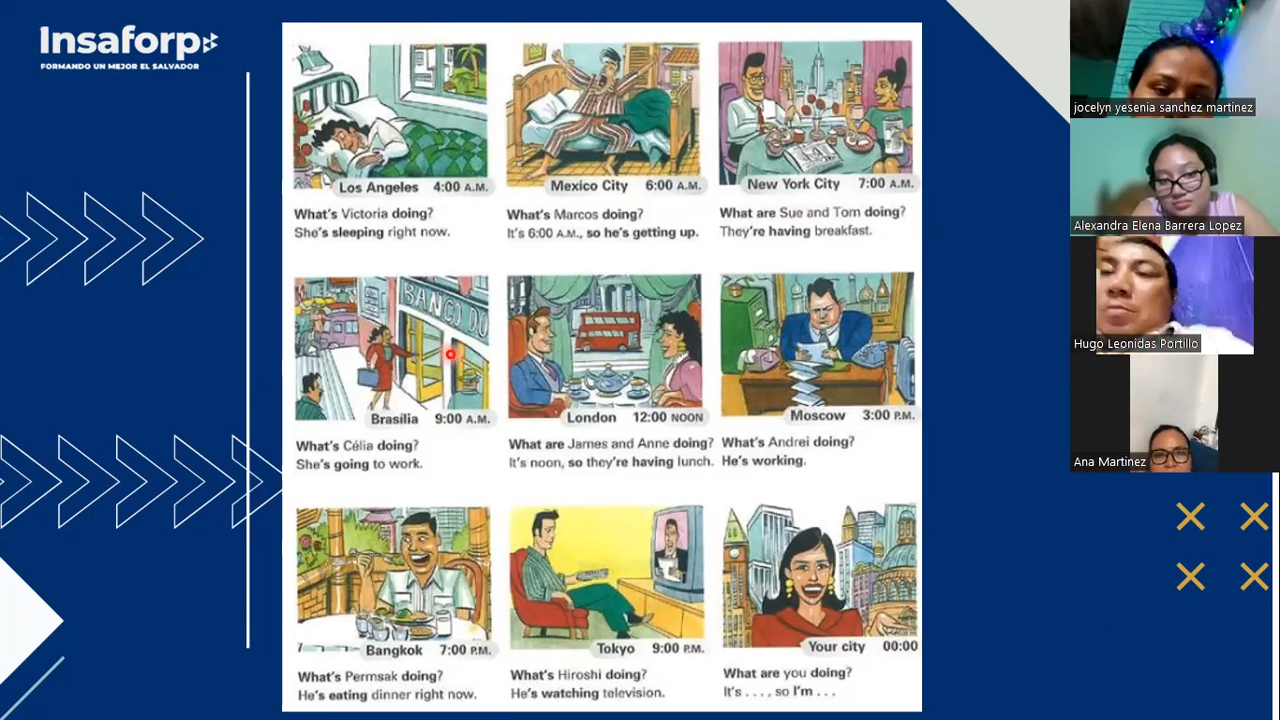 Insaforp
FORMANDO UN MEJOR EL SALVADOR
Los Angeles 4:00 A.M.
What's Victoria doing?
She's sleeping right now.
Mexico City 6:00 A.M.
What's Marcos doing?
It's 6:00 A.M., so he's getting up.
New York City 7:00 A.M.
What are Sue and Tom doing?
They're having breakfast.
BANCO DO
Brasília 9:00 A.M.
What's Célia doing?
She's going to work.
London 12:00 NOON
What are James and Anne doing?
It's noon, so they're having lunch.
Moscow 3:00 P.M.
What's Andrei doing?
He's working.
Bangkok 7:00 P.M.
What's Permsak doing?
He's eating dinner right now.
Tokyo 9:00 P.M.
What's Hiroshi doing?
He's watching television.
Your city 00:00
What are you doing?
It's . . . , so I'm . . .
jocelyn yesenia sanchez martinez
Alexandra Elena Barrera Lopez
Hugo Leonidas Portillo
Ana Martinez